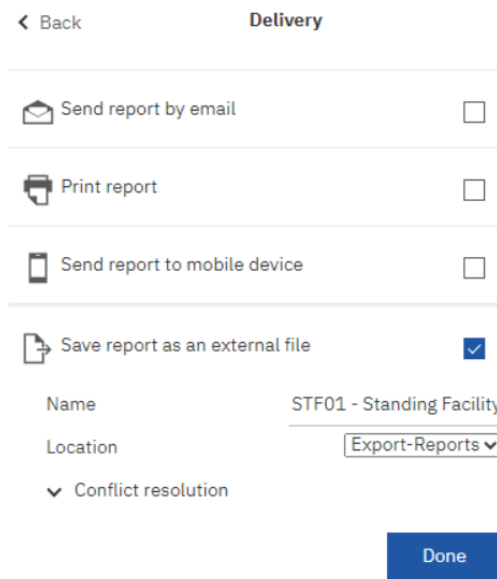 Back
Delivery
Send report by email
Print report
Send report to mobile device
Save report as an external file
Name
STF01 - Standing Facility
Location
Export-Reports
Conflict resolution
Done